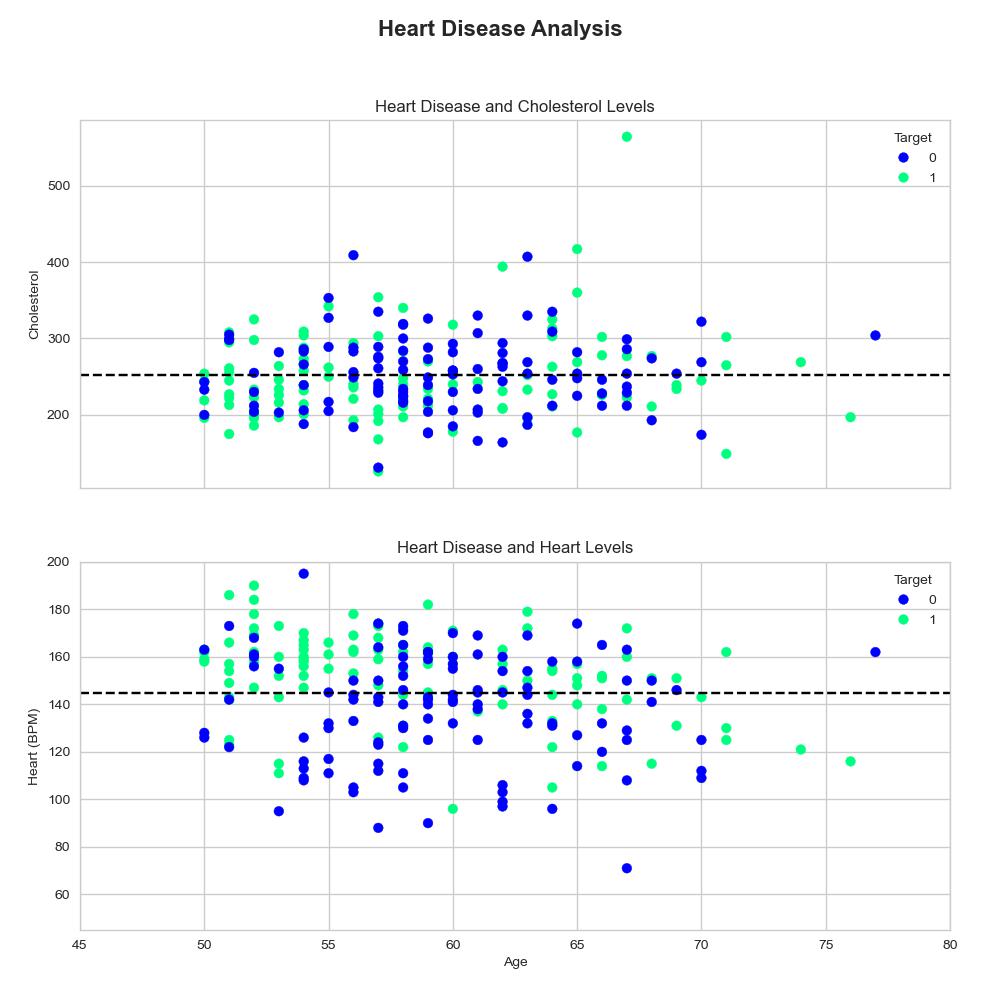 Heart Disease Analysis
Heart Disease and Cholesterol Levels
Target
0
1
500
400
300
200
Cholesterol
Heart Disease and Heart Levels
Target
0
1
200
180
160
140
120
100
80
60
Heart (BPM)
45 50 55 60 65 70 75 80
Age